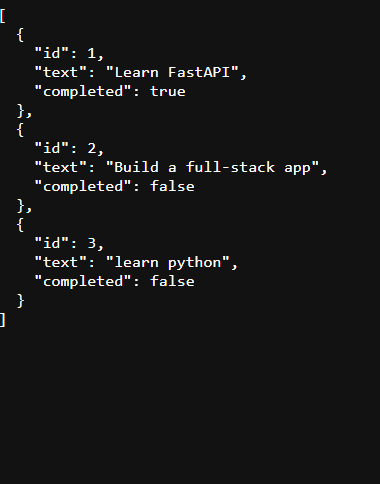 [
  {
    "id": 1,
    "text": "Learn FastAPI",
    "completed": true
  },
  {
    "id": 2,
    "text": "Build a full-stack app",
    "completed": false
  },
  {
    "id": 3,
    "text": "learn python",
    "completed": false
  }
]